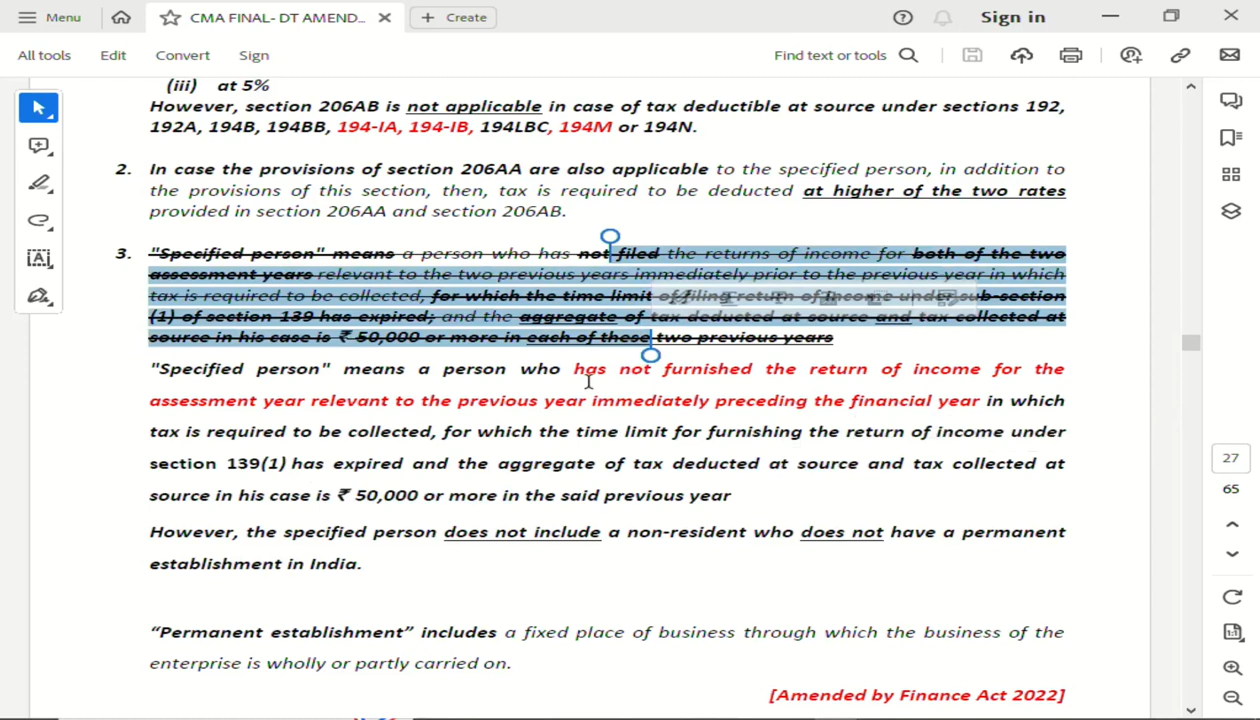 Menu
CMA FINAL- DT AMEND...
Create
Sign in
All tools Edit Convert Sign
Find text or tools
(iii) at 5%
However, section 206AB is not applicable in case of tax deductible at source under sections 192,
192A, 194B, 194BB, 194-IA, 194-IB, 194LBC, 194M or 194N.
2. In case the provisions of section 206AA are also applicable to the specified person, in addition to
the provisions of this section, then, tax is required to be deducted at higher of the two rates
provided in section 206AA and section 206AB.
3. "Specified person" means a person who has not filed the returns of income for both of the two
assessment years relevant to the two previous years immediately prior to the previous year in which
tax is required to be collected, for which the time limit of filing return of income under sub-section
(1) of section 139 has expired; and the aggregate of tax deducted at source and tax collected at
source in his case is ₹ 50,000 or more in each of these two previous years
"Specified person" means a person who has not furnished the return of income for the
assessment year relevant to the previous year immediately preceding the financial year in which
tax is required to be collected, for which the time limit for furnishing the return of income under
section 139(1) has expired and the aggregate of tax deducted at source and tax collected at
source in his case is ₹ 50,000 or more in the said previous year
However, the specified person does not include a non-resident who does not have a permanent
establishment in India.
“Permanent establishment” includes a fixed place of business through which the business of the
enterprise is wholly or partly carried on.
[Amended by Finance Act 2022]
27
65